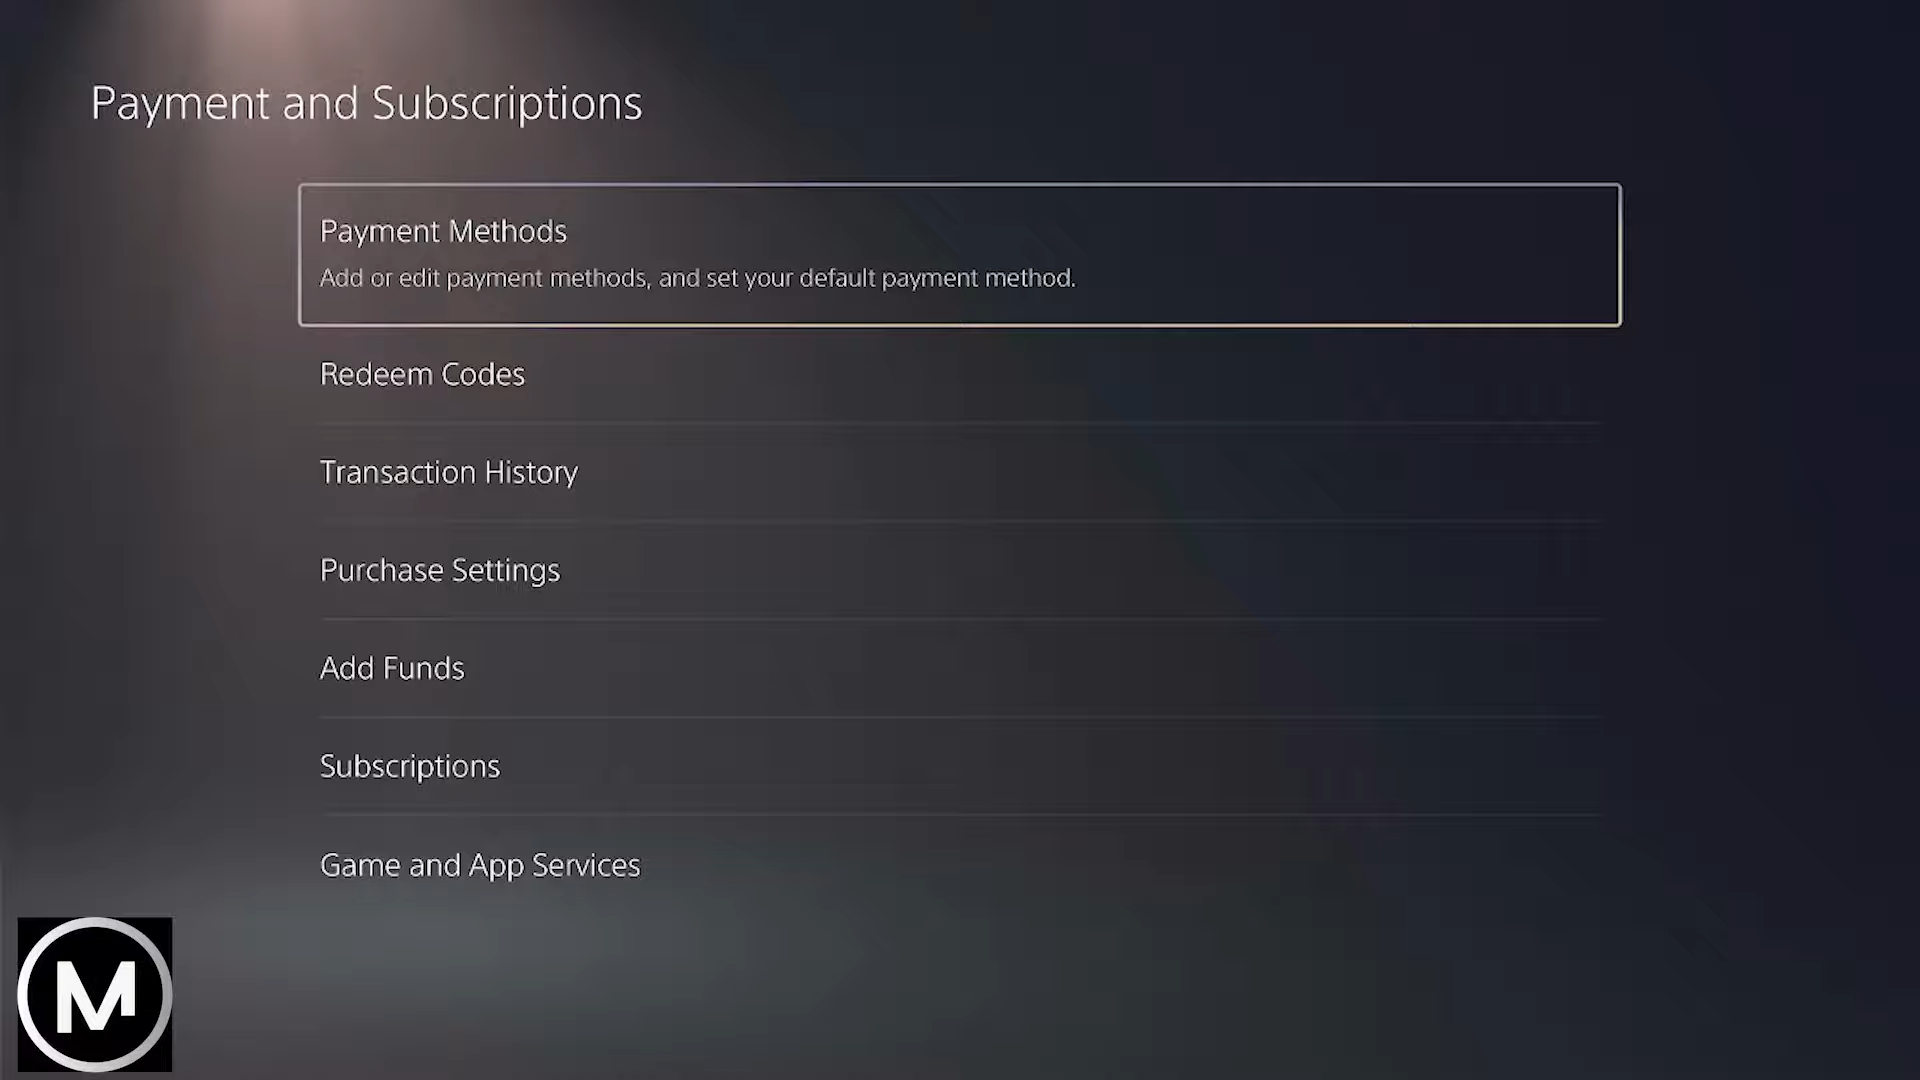 Payment and Subscriptions
Payment Methods
Add or edit payment methods, and set your default payment method.
Redeem Codes
Transaction History
Purchase Settings
Add Funds
Subscriptions
Game and App Services
M